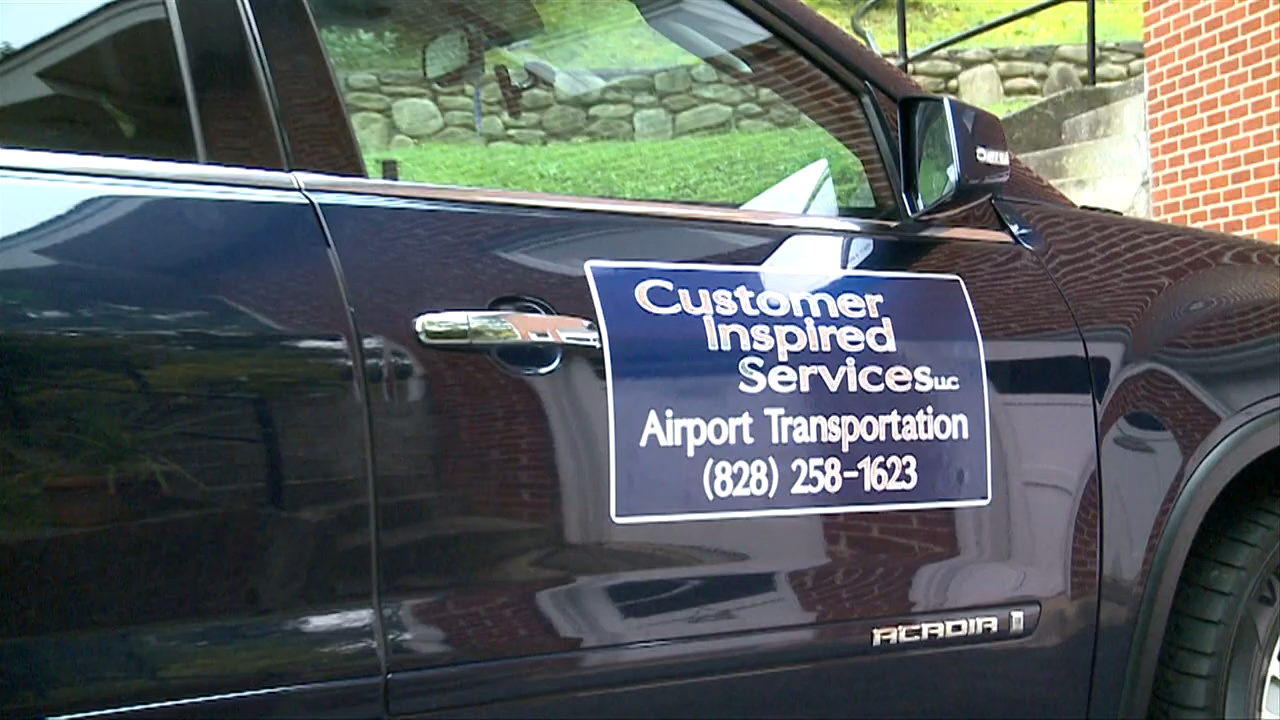 Customer
Inspired
Services LLC
Airport Transportation
(828) 258-1623
ACADIA